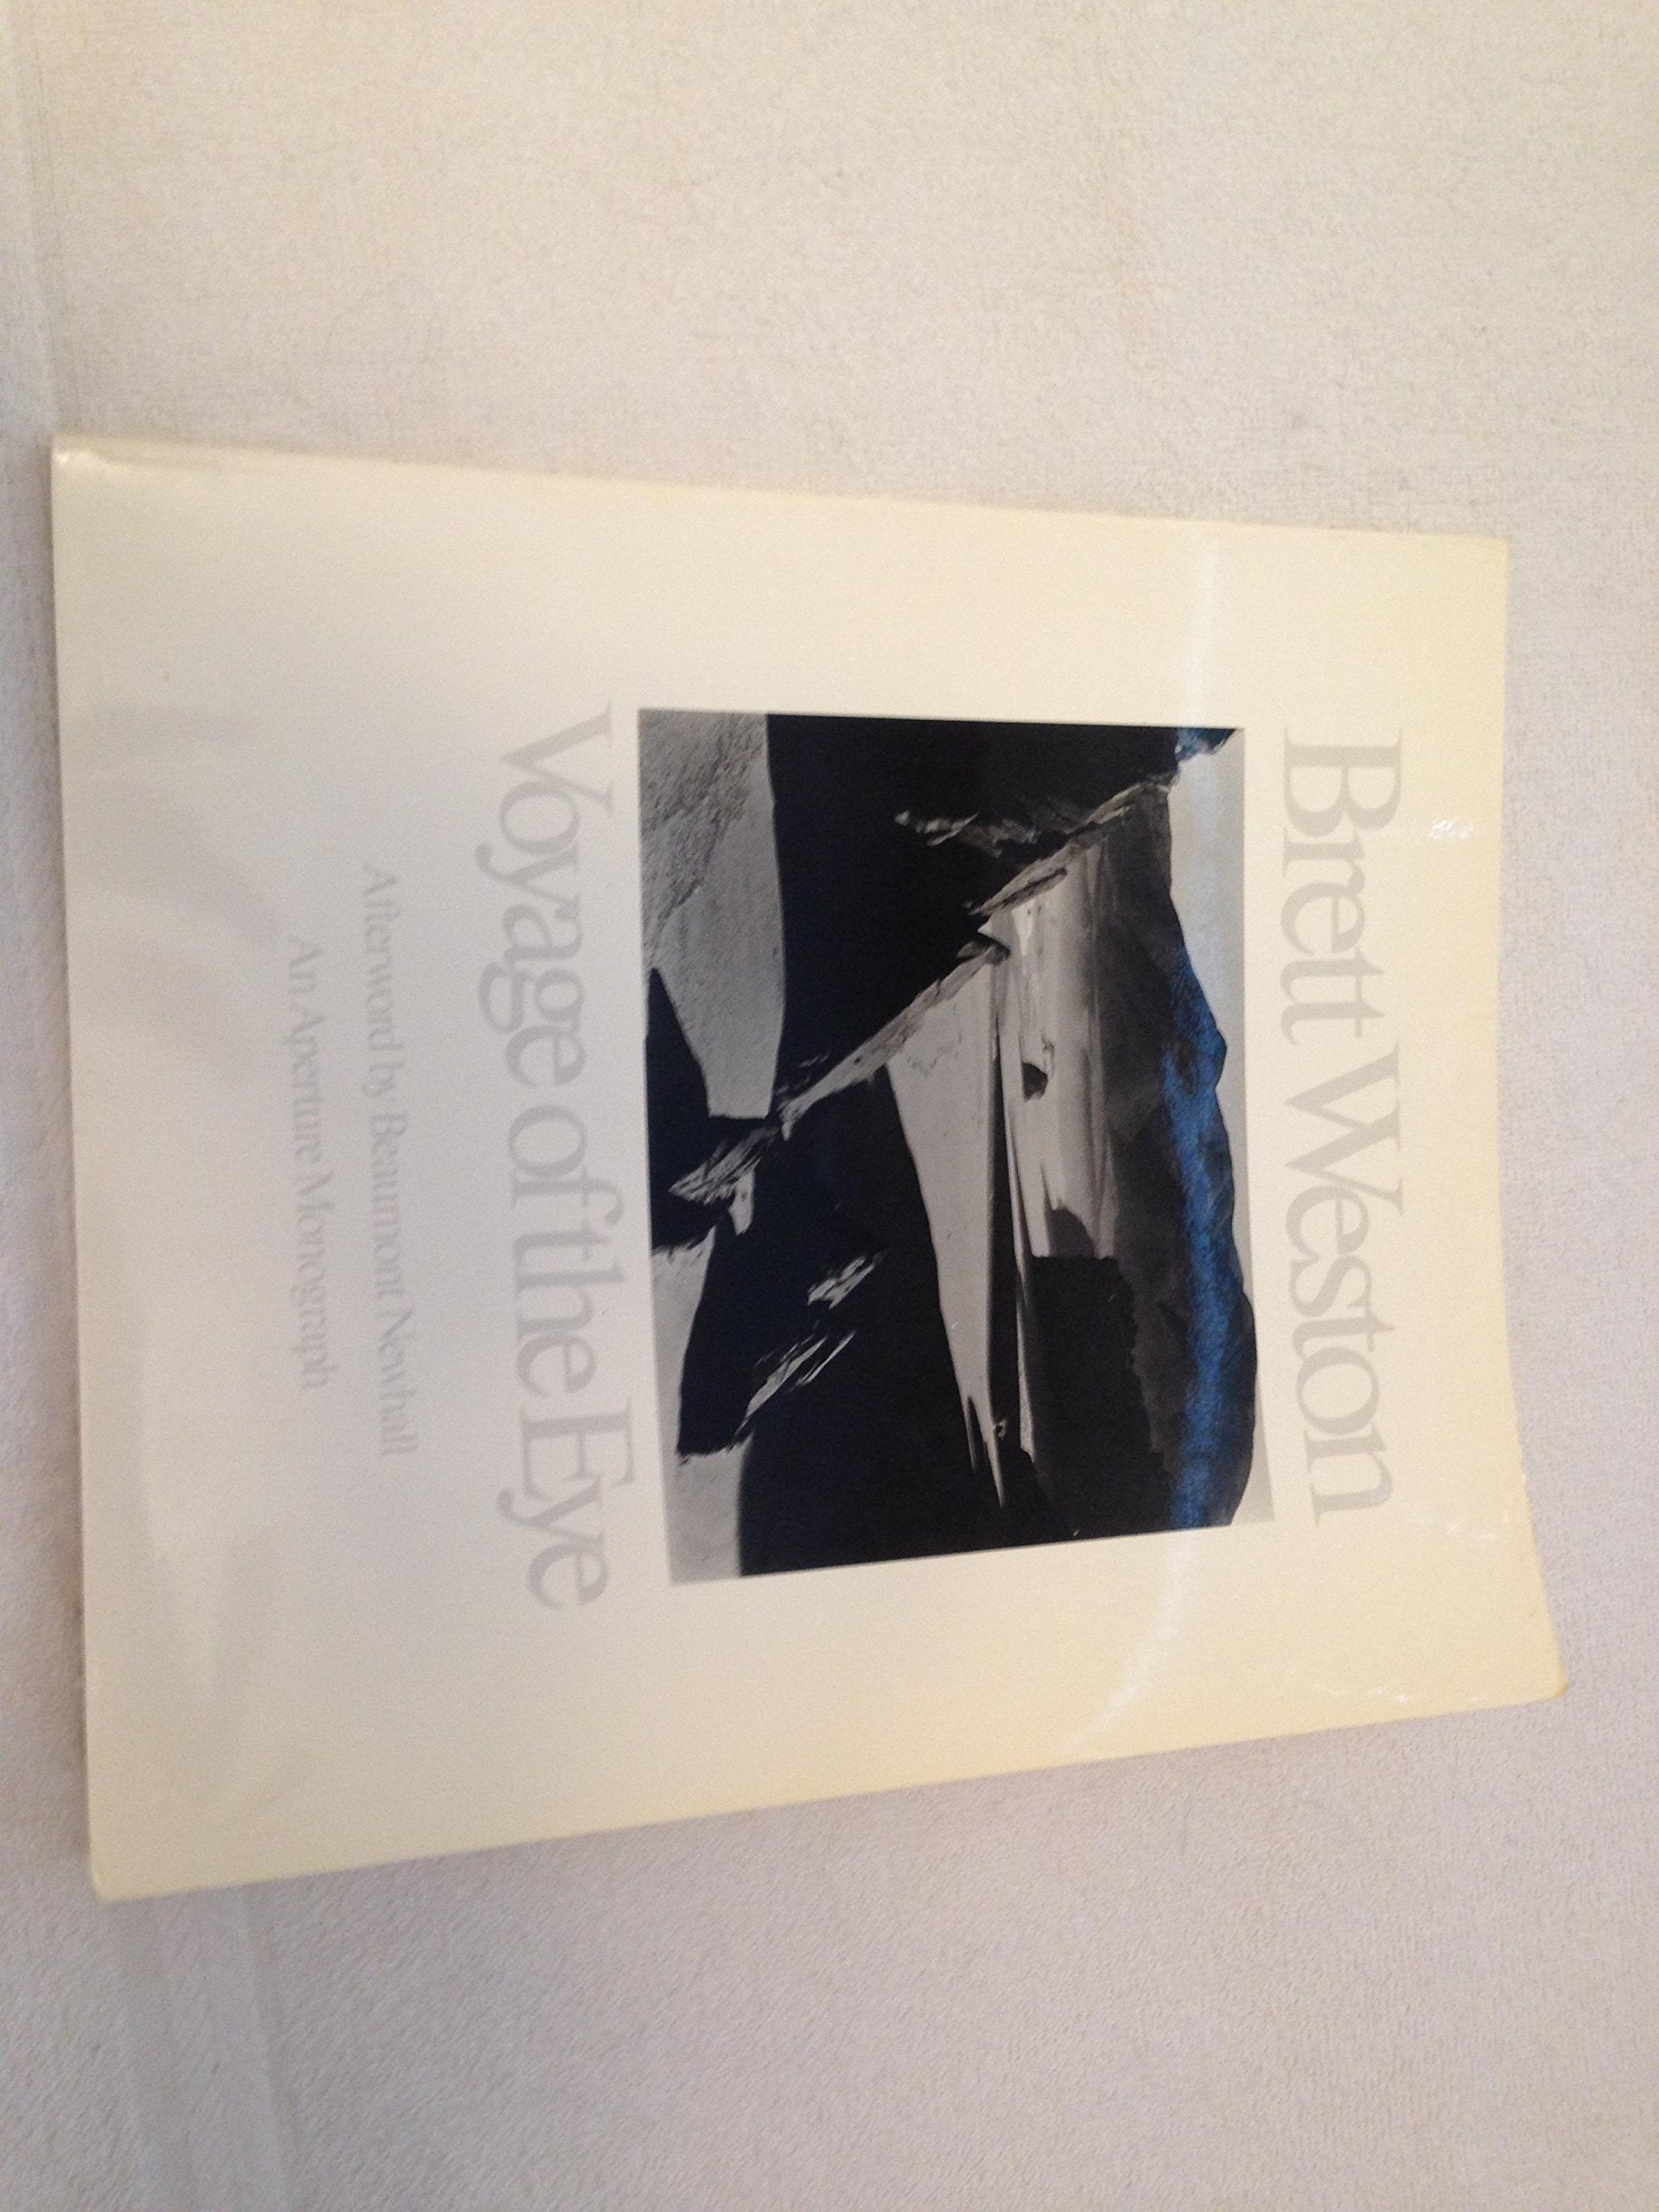 Brett Weston
Voyage of the Eye
Afterword by Beaumont Newhall
An Aperture Monograph